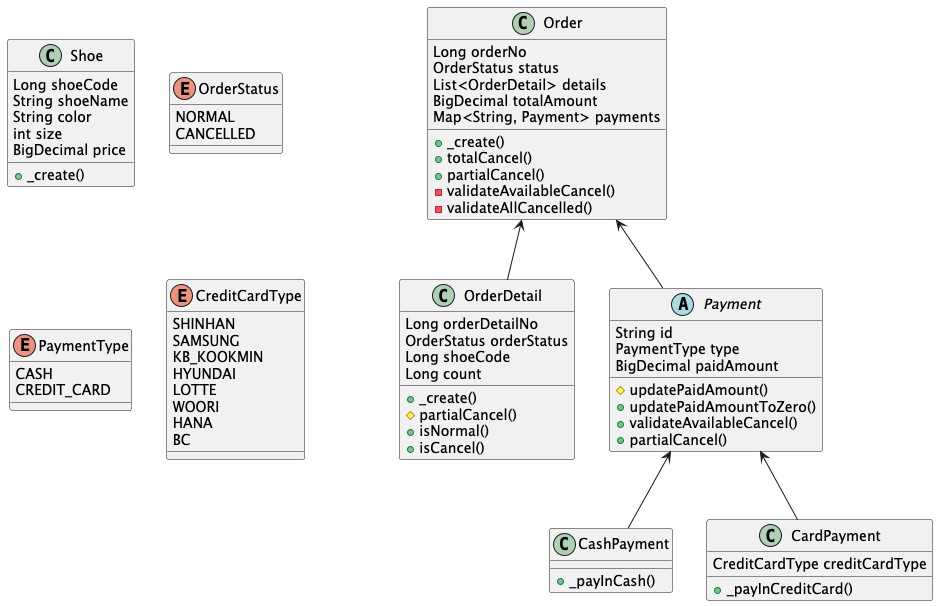 C Shoe
Long shoeCode
String shoeName
String color
int size
BigDecimal price
_create()
E OrderStatus
NORMAL
CANCELLED
C Order
Long orderNo
OrderStatus status
List<OrderDetail> details
BigDecimal totalAmount
Map<String, Payment> payments
_create()
totalCancel()
partialCancel()
validateAvailableCancel()
validateAllCancelled()
E PaymentType
CASH
CREDIT_CARD
E CreditCardType
SHINHAN
SAMSUNG
KB_KOOKMIN
HYUNDAI
LOTTE
WOORI
HANA
BC
C OrderDetail
Long orderDetailNo
OrderStatus orderStatus
Long shoeCode
Long count
_create()
partialCancel()
isNormal()
isCancel()
A Payment
String id
PaymentType type
BigDecimal paidAmount
updatePaidAmount()
updatePaidAmountToZero()
validateAvailableCancel()
partialCancel()
C CashPayment
_payInCash()
C CardPayment
CreditCardType creditCardType
_payInCreditCard()